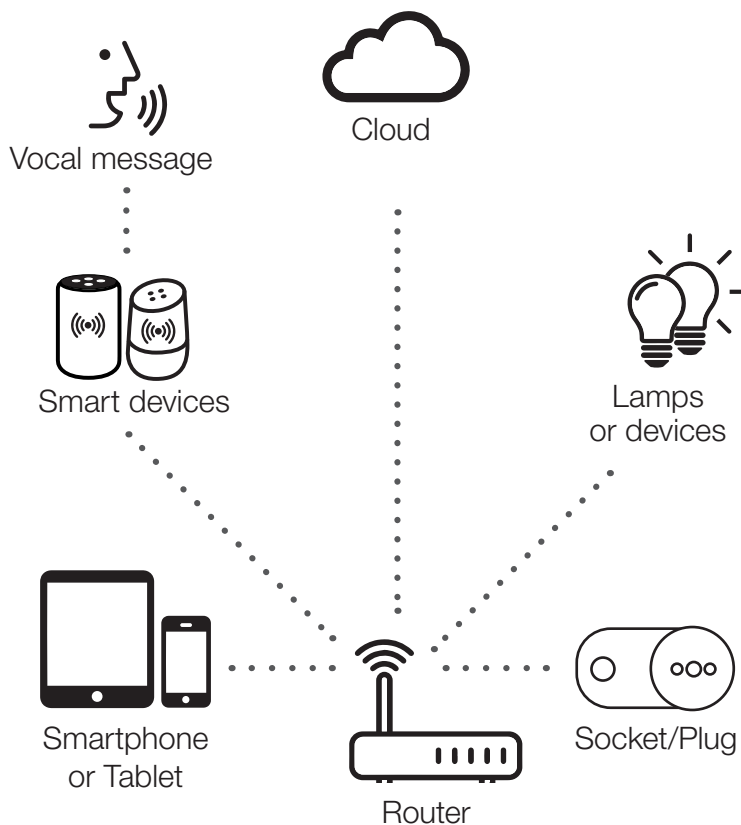 Vocal message
Cloud
Smart devices
Lamps
or devices
Smartphone
or Tablet
Socket/Plug
Router